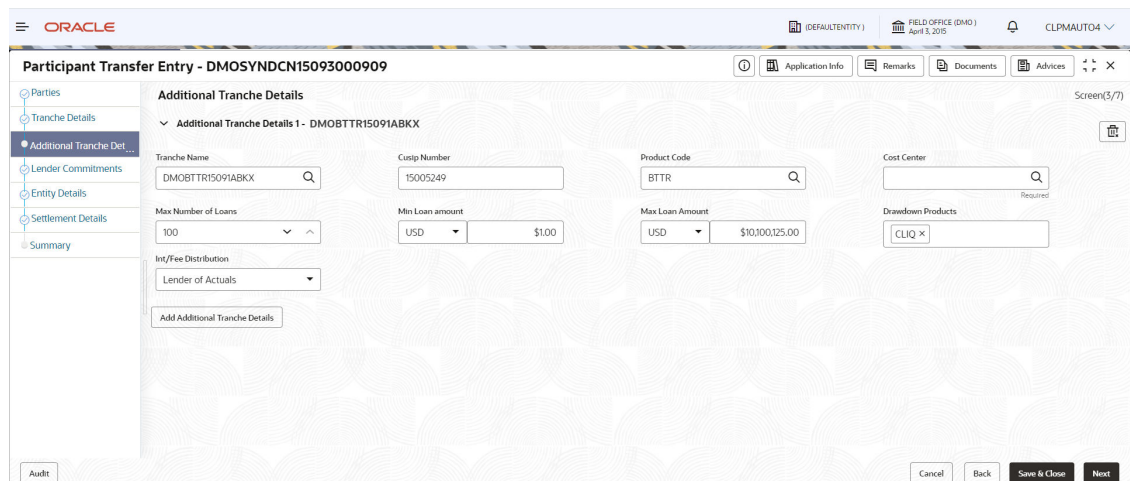 ORACLE
(DEFAULTENTITY )
FIELD OFFICE (DMO )
April 3, 2015
CLPMAUTO4
Participant Transfer Entry - DMOSYNDCN15093000909
Application Info
Remarks
Documents
Advices
Parties
Tranche Details
Additional Tranche Det...
Lender Commitments
Entity Details
Settlement Details
Summary
Additional Tranche Details
Screen(3/7)
Additional Tranche Details 1 - DMOBTTR15091ABKX
Tranche Name
Cusip Number
Product Code
Cost Center
DMOBTTR15091ABKX
15005249
BTTR
Required
Max Number of Loans
Min Loan amount
Max Loan Amount
Drawdown Products
100
USD
$1.00
USD
$10,100,125.00
CLIQ ×
Int/Fee Distribution
Lender of Actuals
Add Additional Tranche Details
Audit
Cancel
Back
Save & Close
Next